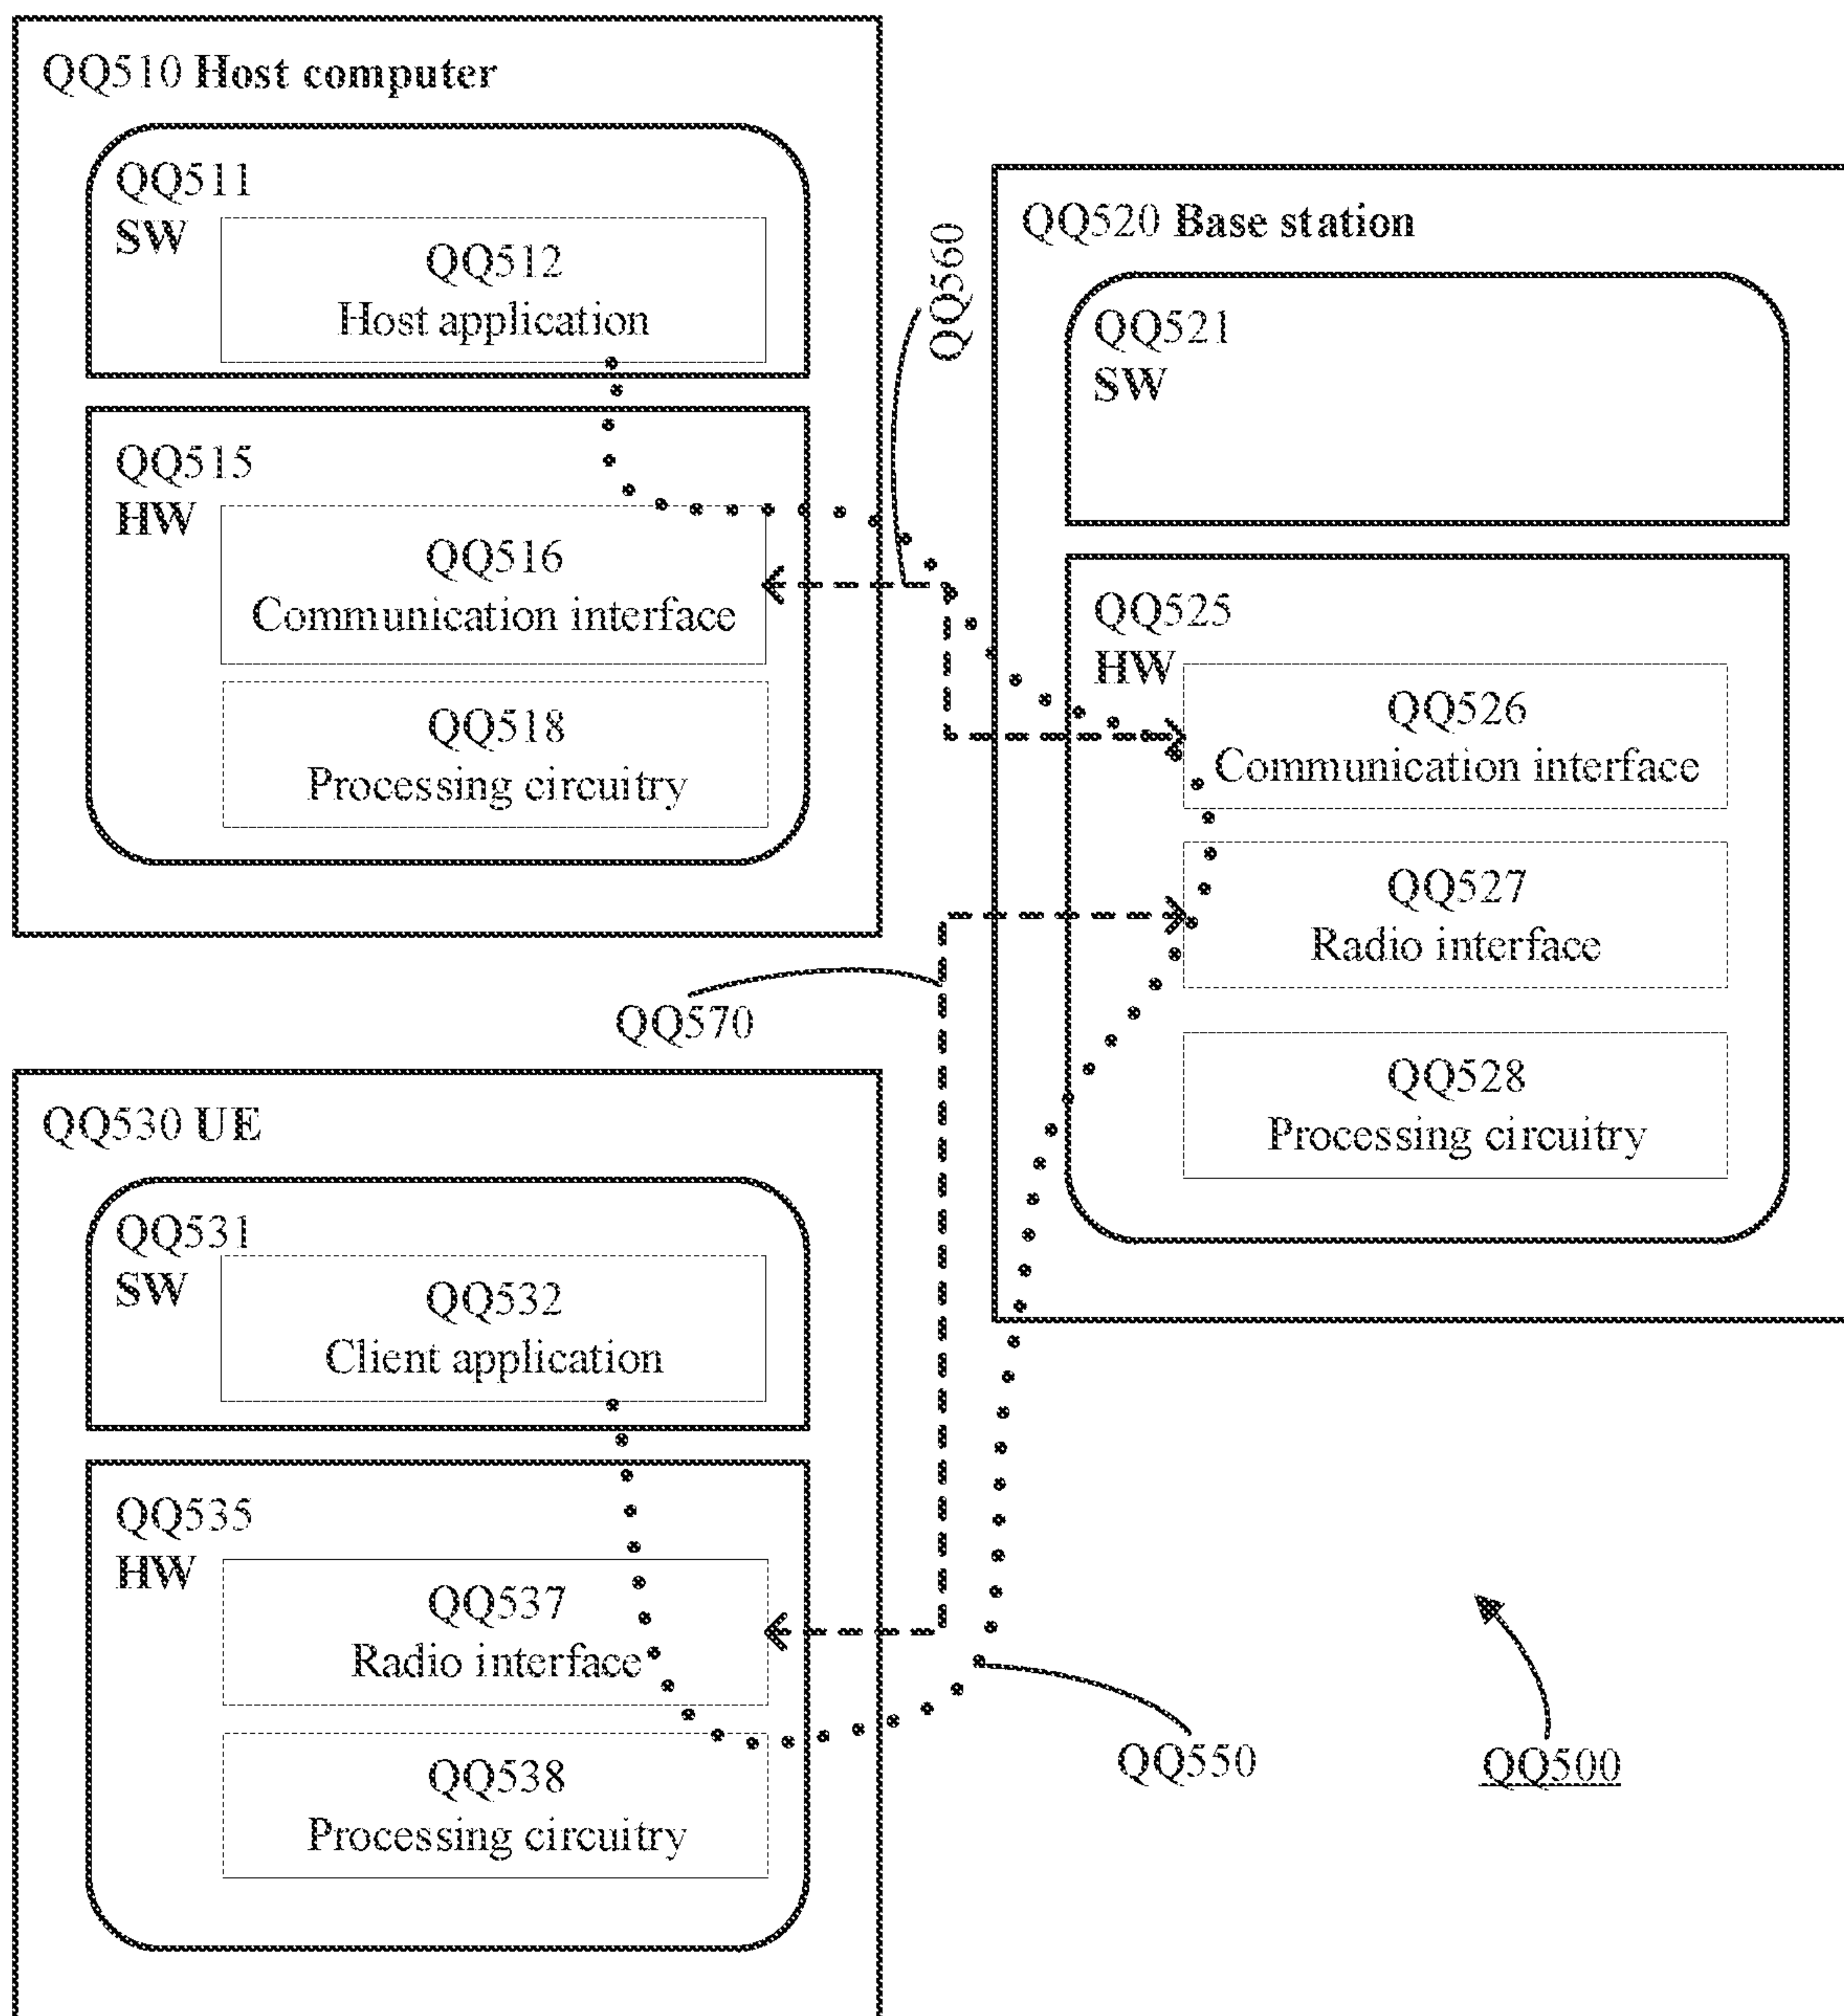 QQ510 Host computer
QQ511
SW
QQ512
Host application
QQ515
HW
QQ516
Communication interface
QQ518
Processing circuitry
QQ560
QQ520 Base station
QQ521
SW
QQ525
HW
QQ526
Communication interface
QQ527
Radio interface
QQ528
Processing circuitry
QQ570
QQ530 UE
QQ531
SW
QQ532
Client application
QQ535
HW
QQ537
Radio interface
QQ538
Processing circuitry
QQ550
QQ500